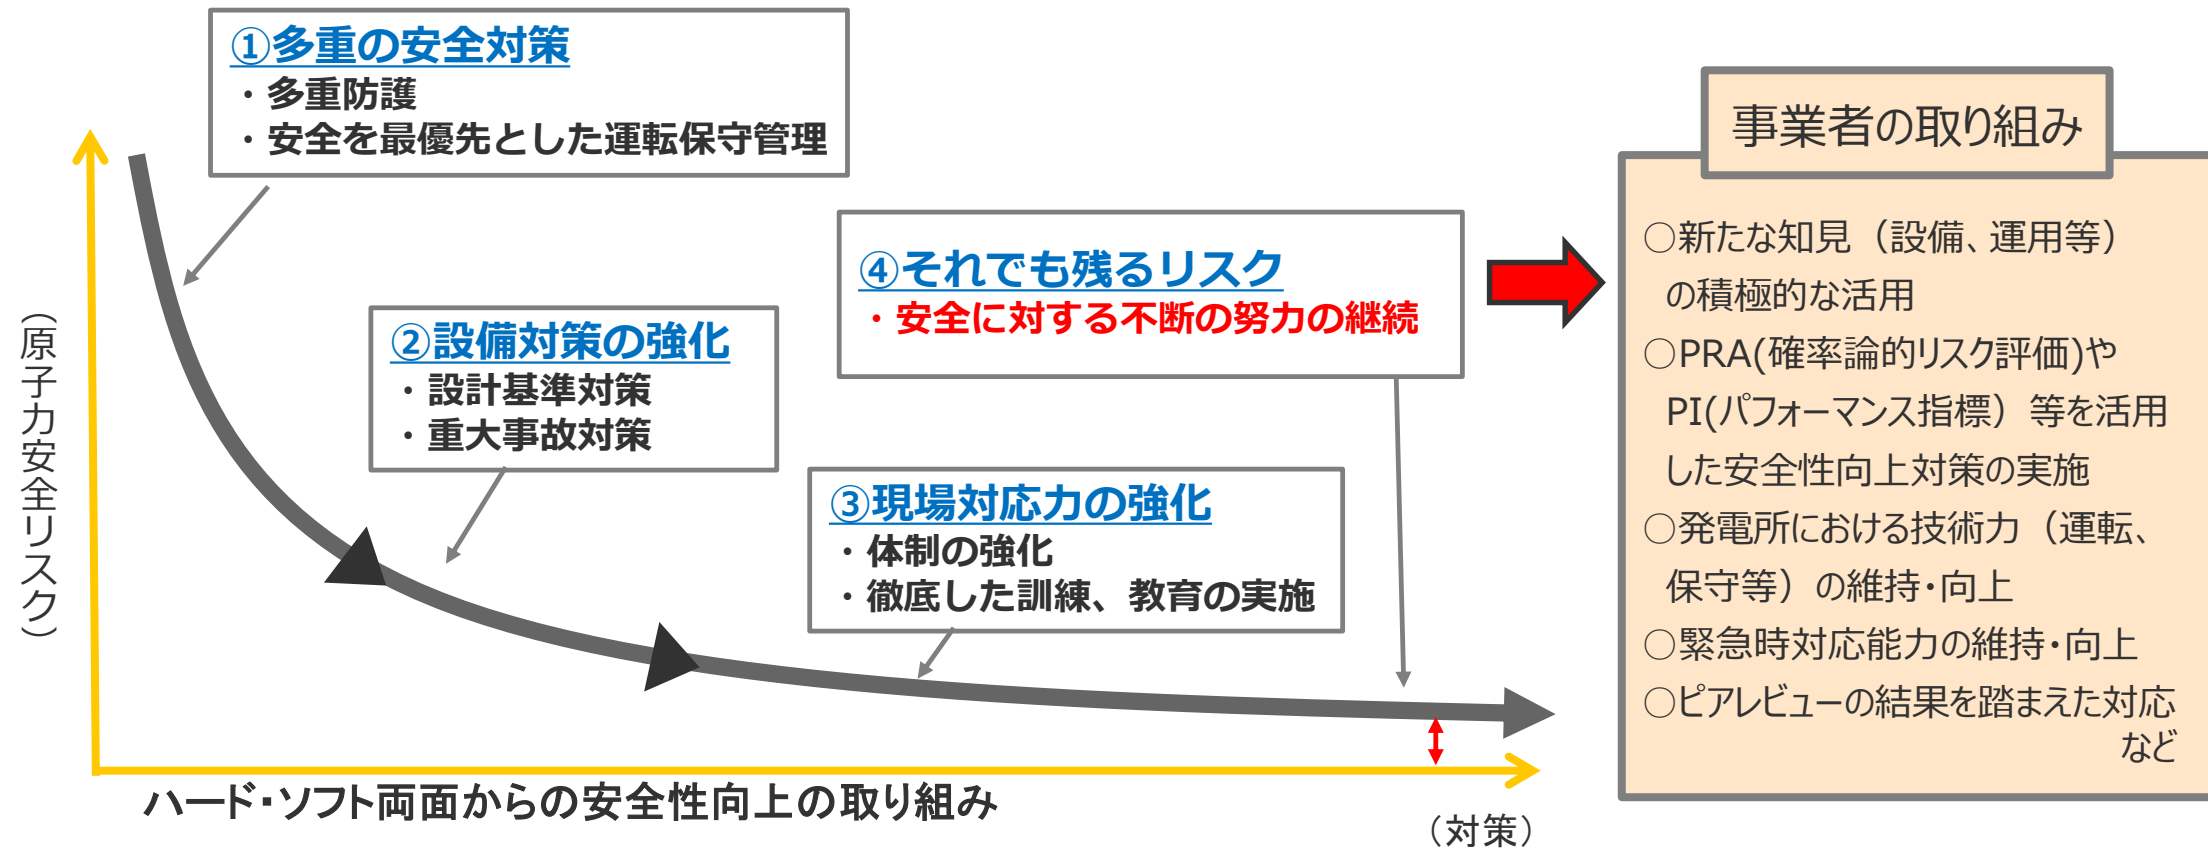 ①多重の安全対策
・多重防護
・安全を最優先とした運転保守管理
(原子力安全リスク)
②設備対策の強化
・設計基準対策
・重大事故対策
③現場対応力の強化
・体制の強化
・徹底した訓練、教育の実施
④それでも残るリスク
・安全に対する不断の努力の継続
ハード・ソフト両面からの安全性向上の取り組み
(対策)
事業者の取り組み
○新たな知見（設備、運用等）
の積極的な活用
○PRA(確率論的リスク評価)や
PI(パフォーマンス指標）等を活用
した安全性向上対策の実施
○発電所における技術力（運転、
保守等）の維持・向上
○緊急時対応能力の維持・向上
○ピアレビューの結果を踏まえた対応
など